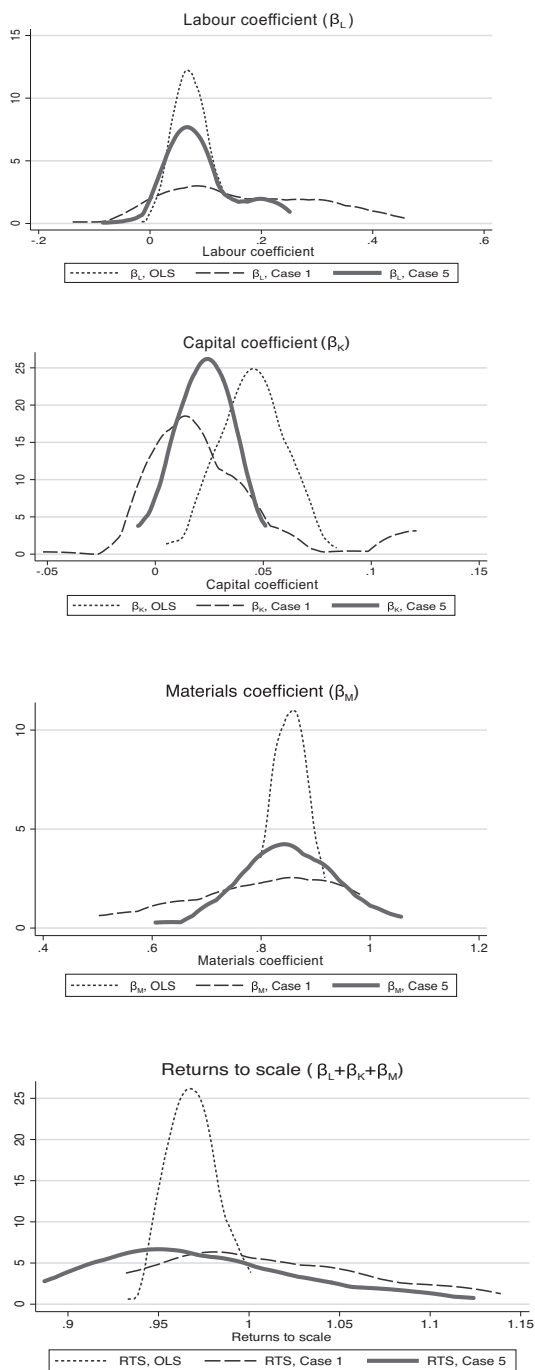 Labour coefficient (βL)
15
10
5
0
-.2 0 .2 .4 .6
Labour coefficient
βL, OLS βL, Case 1 βL, Case 5
Capital coefficient (βK)
25
20
15
10
5
0
-.05 0 .05 .1 .15
Capital coefficient
βK, OLS βK, Case 1 βK, Case 5
Materials coefficient (βM)
10
5
0
.4 .6 .8 1 1.2
Materials coefficient
βM, OLS βM, Case 1 βM, Case 5
Returns to scale (βL+βK+βM)
25
20
15
10
5
0
.9 .95 1 1.05 1.1 1.15
Returns to scale
RTS, OLS RTS, Case 1 RTS, Case 5